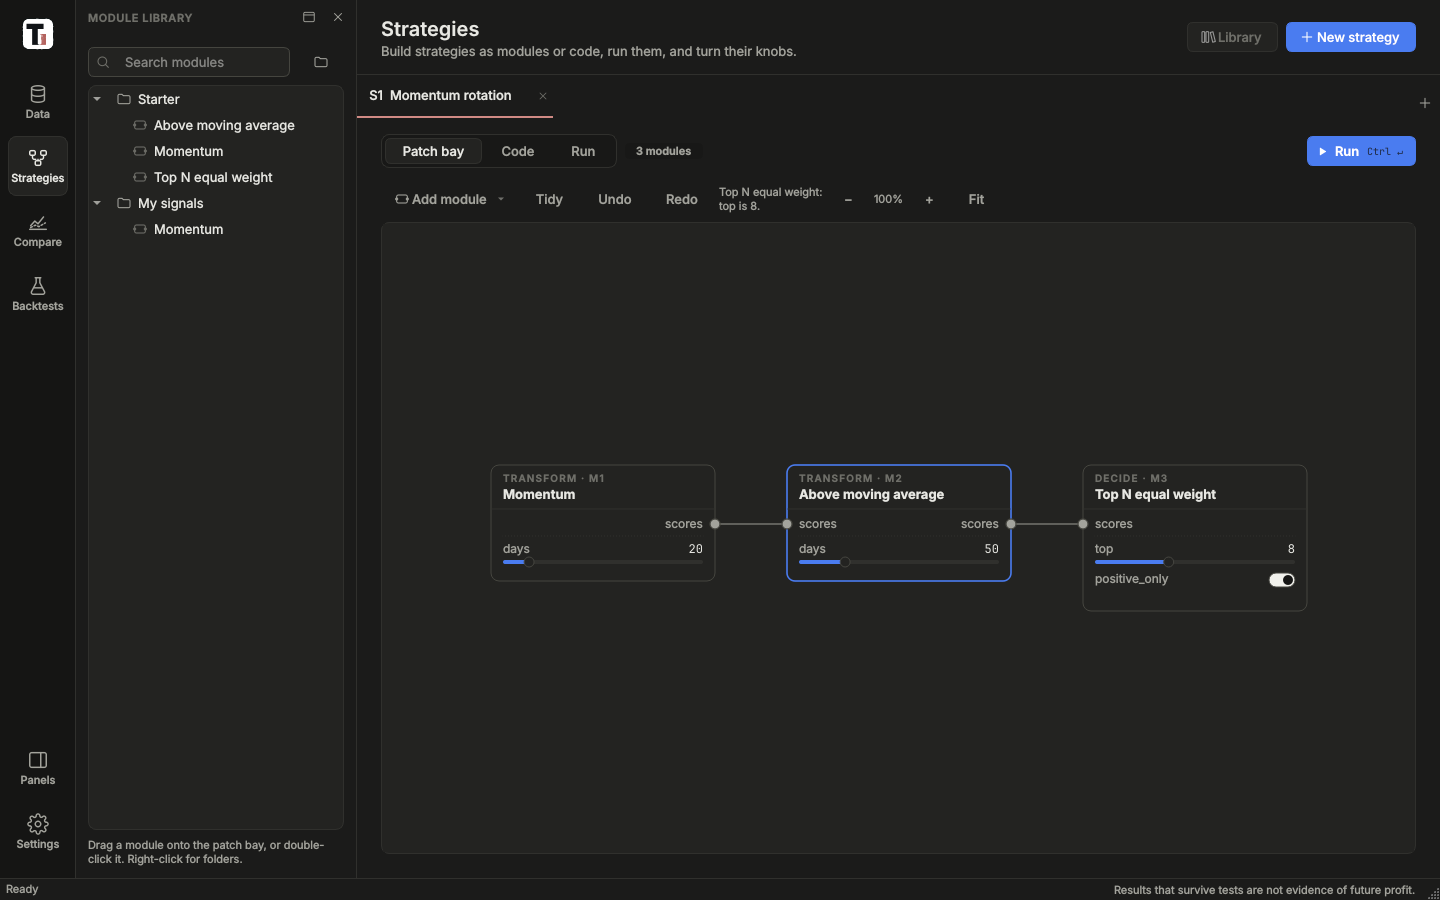 MODULE LIBRARY
Search modules
Starter
Above moving average
Momentum
Top N equal weight
My signals
Momentum
Drag a module onto the patch bay, or double-
click it. Right-click for folders.
Data
Strategies
Compare
Backtests
Panels
Settings
Strategies
Build strategies as modules or code, run them, and turn their knobs.
Library
+ New strategy
S1 Momentum rotation
Patch bay
Code
Run
3 modules
Run Ctrl ↵
Add module
Tidy
Undo
Redo
Top N equal weight:
top is 8.
− 100% +
Fit
TRANSFORM · M1
Momentum
scores
days 20
TRANSFORM · M2
Above moving average
scores scores
days 50
DECIDE · M3
Top N equal weight
scores
top 8
positive_only
Ready
Results that survive tests are not evidence of future profit.